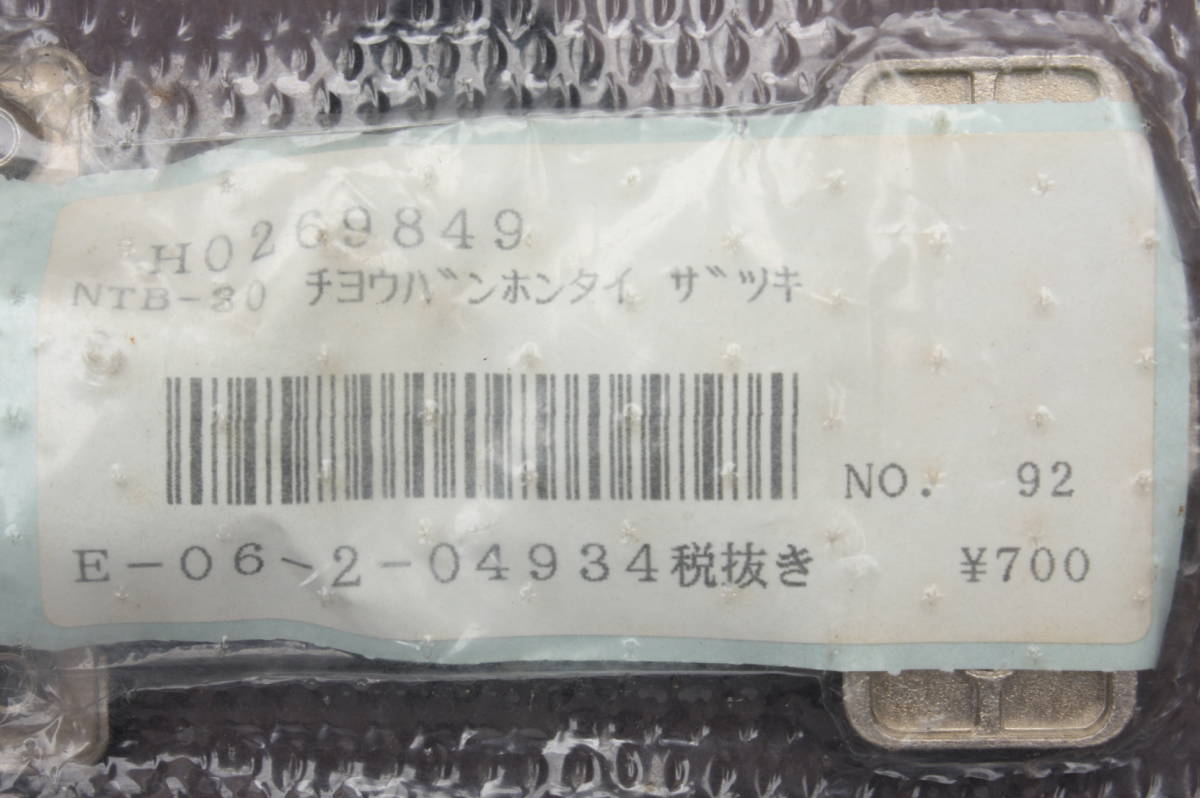 H0269849
NTB-30 チヨウバンホンタイ ザツキ
NO. 92
E-06-2-04934税抜き ¥700